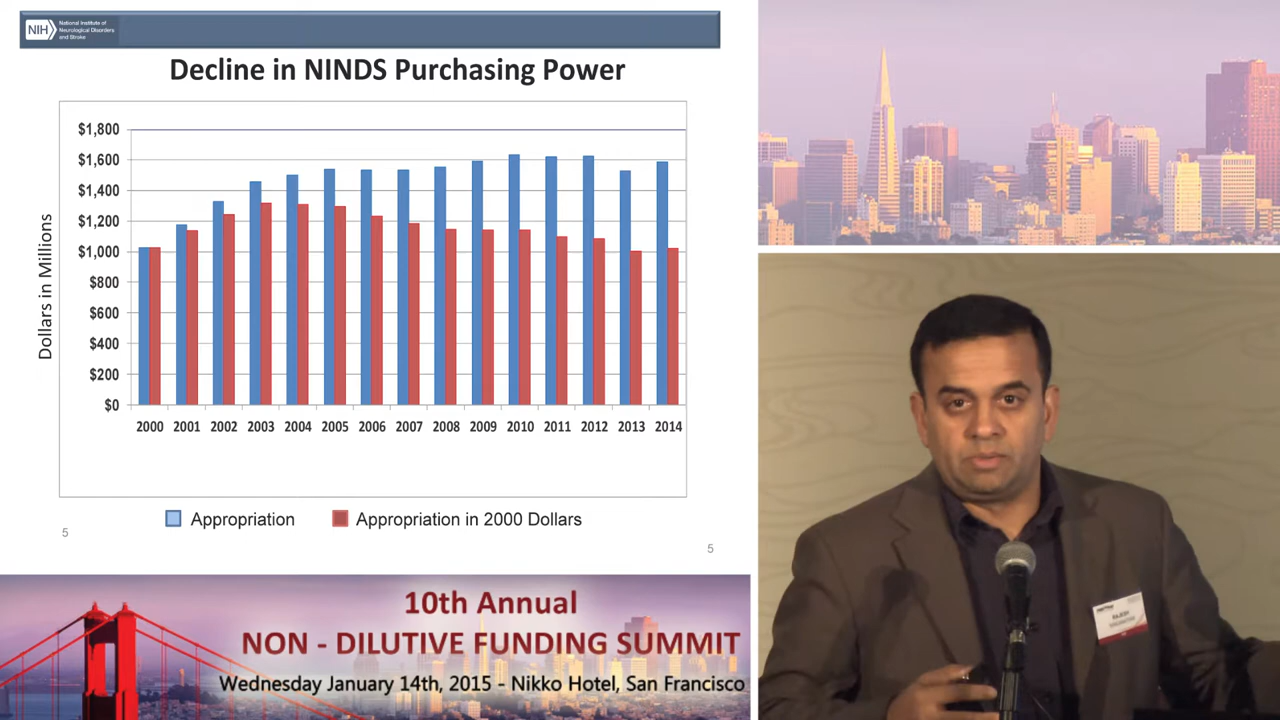 NIH
National Institute of
Neurological Disorders
and Stroke
Decline in NINDS Purchasing Power
Dollars in Millions
$1,800
$1,600
$1,400
$1,200
$1,000
$800
$600
$400
$200
$0
2000 2001 2002 2003 2004 2005 2006 2007 2008 2009 2010 2011 2012 2013 2014
Appropriation
Appropriation in 2000 Dollars
5
5
10th Annual
NON - DILUTIVE FUNDING SUMMIT
Wednesday January 14th, 2015 - Nikko Hotel, San Francisco
RAJESH